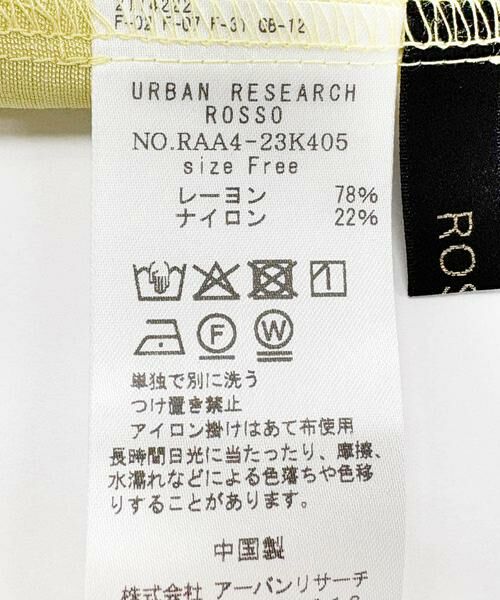 F-02 F-07 F-31 CB-12
URBAN RESEARCH
ROSSO
NO.RAA4-23K405
size Free
レーヨン 78%
ナイロン 22%
単独で別に洗う
つけ置き禁止
アイロン掛けはあて布使用
長時間日光に当たったり、摩擦、
水濡れなどによる色落ちや色移
りすることがあります。
中国製
株式会社 アーバンリサーチ
ROS